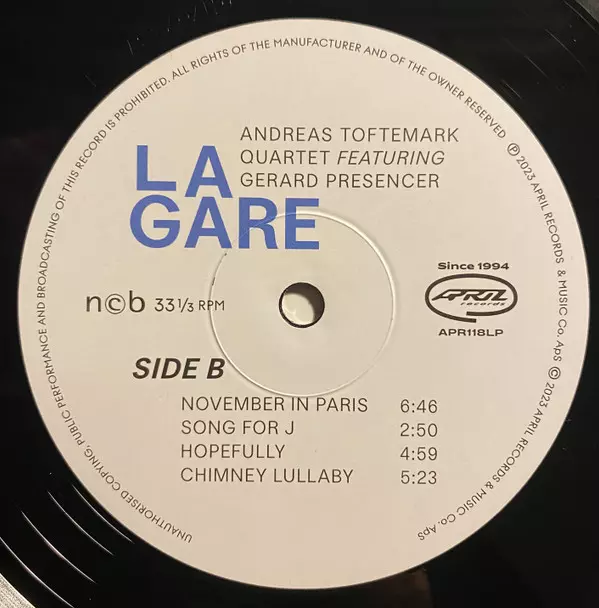 UNAUTHORISED COPYING, PUBLIC PERFORMANCE AND BROADCASTING OF THIS RECORD IS PROHIBITED. ALL RIGHTS OF THE MANUFACTURER AND OF THE OWNER RESERVED ℗ 2023 APRIL RECORDS & MUSIC Co. ApS © 2023 APRIL RECORDS & MUSIC Co. ApS
LA
GARE
ANDREAS TOFTEMARK
QUARTET FEATURING
GERARD PRESENCER
n©b 33 1/3 RPM
Since 1994
APRIL
records
APR118LP
SIDE B
NOVEMBER IN PARIS 6:46
SONG FOR J 2:50
HOPEFULLY 4:59
CHIMNEY LULLABY 5:23